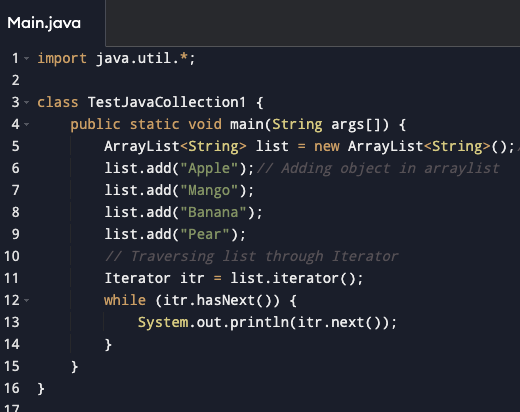 Main.java
1 import java.util.*;
2
3 class TestJavaCollection1 {
4 public static void main(String args[]) {
5 ArrayList<String> list = new ArrayList<String>();/
6 list.add("Apple");// Adding object in arraylist
7 list.add("Mango");
8 list.add("Banana");
9 list.add("Pear");
10 // Traversing list through Iterator
11 Iterator itr = list.iterator();
12 while (itr.hasNext()) {
13 System.out.println(itr.next());
14 }
15 }
16 }
17